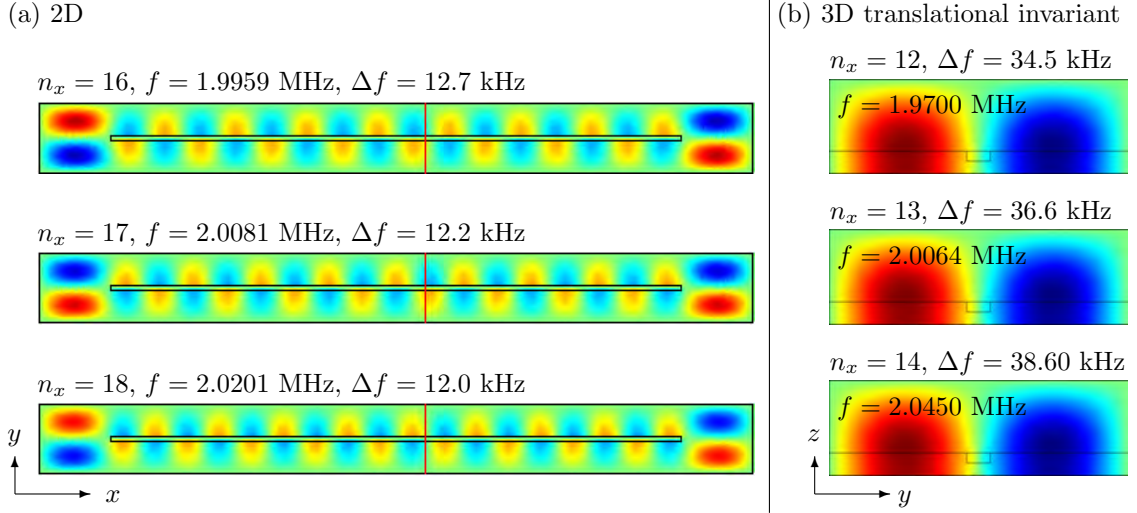 (a) 2D
n_x = 16, f = 1.9959 MHz, Δf = 12.7 kHz
n_x = 17, f = 2.0081 MHz, Δf = 12.2 kHz
n_x = 18, f = 2.0201 MHz, Δf = 12.0 kHz
y
x
(b) 3D translational invariant
n_x = 12, Δf = 34.5 kHz
f = 1.9700 MHz
n_x = 13, Δf = 36.6 kHz
f = 2.0064 MHz
n_x = 14, Δf = 38.60 kHz
f = 2.0450 MHz
z
y